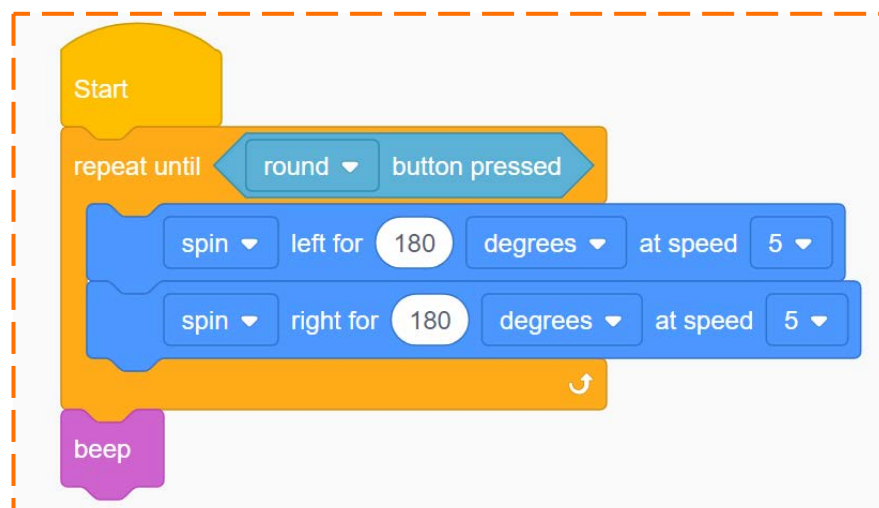 Start
repeat until round button pressed
spin left for 180 degrees at speed 5
spin right for 180 degrees at speed 5
beep